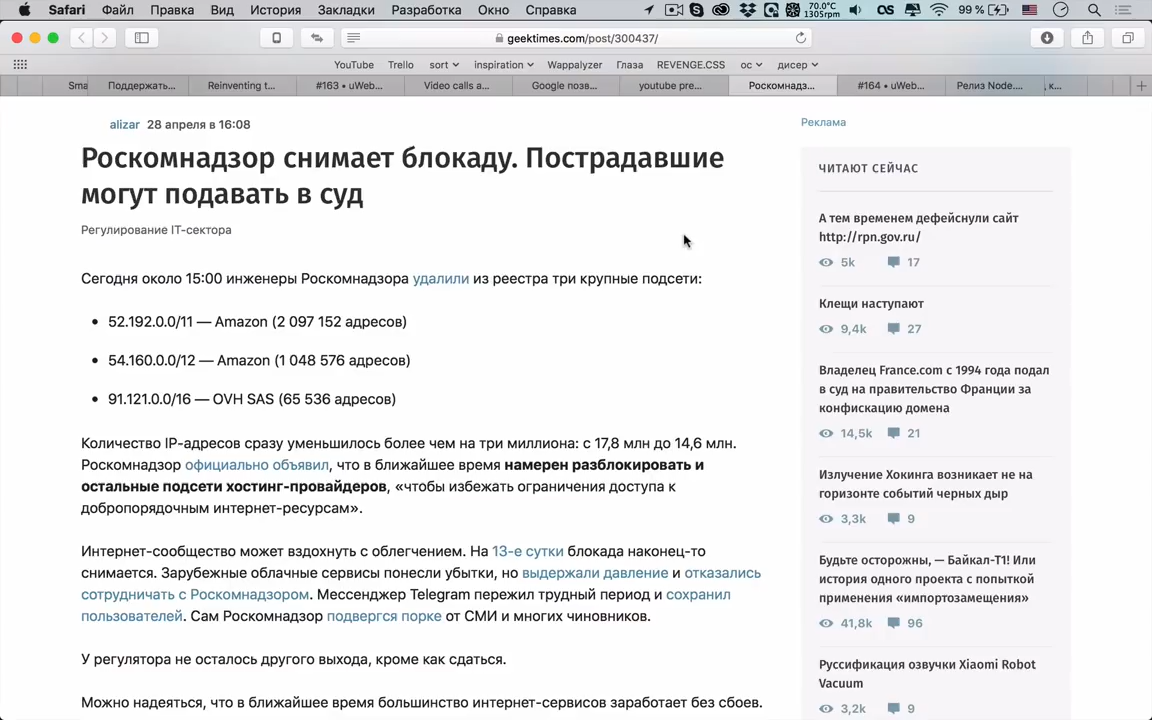 Safari Файл Правка Вид История Закладки Разработка Окно Справка 70.0°C 1305rpm OS 99 %
geektimes.com/post/300437/
YouTube Trello sort inspiration Wappalyzer Глаза REVENGE.CSS ос дисер
Sma Поддержать... Reinventing t... #163 • uWeb... Video calls a... Google позв... youtube pre... Роскомнадз... #164 • uWeb... Релиз Node.... , к...
alizar 28 апреля в 16:08
Роскомнадзор снимает блокаду. Пострадавшие
могут подавать в суд
Регулирование IT-сектора
Сегодня около 15:00 инженеры Роскомнадзора удалили из реестра три крупные подсети:
• 52.192.0.0/11 — Amazon (2 097 152 адресов)
• 54.160.0.0/12 — Amazon (1 048 576 адресов)
• 91.121.0.0/16 — OVH SAS (65 536 адресов)
Количество IP-адресов сразу уменьшилось более чем на три миллиона: с 17,8 млн до 14,6 млн.
Роскомнадзор официально объявил, что в ближайшее время намерен разблокировать и
остальные подсети хостинг-провайдеров, «чтобы избежать ограничения доступа к
добропорядочным интернет-ресурсам».
Интернет-сообщество может вздохнуть с облегчением. На 13-е сутки блокада наконец-то
снимается. Зарубежные облачные сервисы понесли убытки, но выдержали давление и отказались
сотрудничать с Роскомнадзором. Мессенджер Telegram пережил трудный период и сохранил
пользователей. Сам Роскомнадзор подвергся порке от СМИ и многих чиновников.
У регулятора не осталось другого выхода, кроме как сдаться.
Можно надеяться, что в ближайшее время большинство интернет-сервисов заработает без сбоев.
Реклама
ЧИТАЮТ СЕЙЧАС
А тем временем дефейснули сайт
http://rpn.gov.ru/
5k 17
Клещи наступают
9,4k 27
Владелец France.com с 1994 года подал
в суд на правительство Франции за
конфискацию домена
14,5k 21
Излучение Хокинга возникает не на
горизонте событий черных дыр
3,3k 9
Будьте осторожны, — Байкал-Т1! Или
история одного проекта с попыткой
применения «импортозамещения»
41,8k 96
Руссификация озвучки Xiaomi Robot
Vacuum
3,2k 9